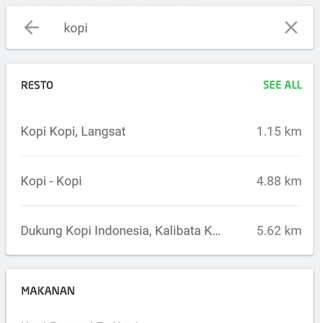 kopi
RESTO SEE ALL
Kopi Kopi, Langsat 1.15 km
Kopi - Kopi 4.88 km
Dukung Kopi Indonesia, Kalibata K... 5.62 km
MAKANAN